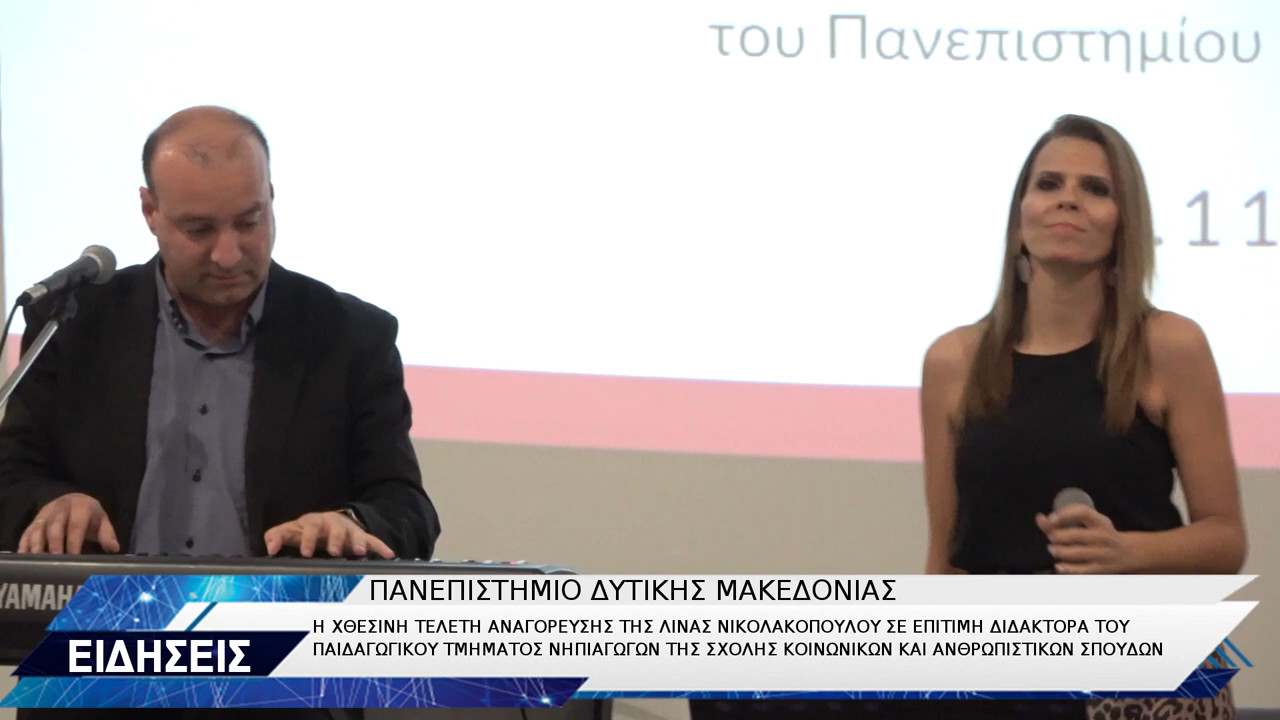 του Πανεπιστημίου
.11
YAMAHA
ΠΑΝΕΠΙΣΤΗΜΙΟ ΔΥΤΙΚΗΣ ΜΑΚΕΔΟΝΙΑΣ
Η ΧΘΕΣΙΝΗ ΤΕΛΕΤΗ ΑΝΑΓΟΡΕΥΣΗΣ ΤΗΣ ΛΙΝΑΣ ΝΙΚΟΛΑΚΟΠΟΥΛΟΥ ΣΕ ΕΠΙΤΙΜΗ ΔΙΔΑΚΤΟΡΑ ΤΟΥ
ΠΑΙΔΑΓΩΓΙΚΟΥ ΤΜΗΜΑΤΟΣ ΝΗΠΙΑΓΩΓΩΝ ΤΗΣ ΣΧΟΛΗΣ ΚΟΙΝΩΝΙΚΩΝ ΚΑΙ ΑΝΘΡΩΠΙΣΤΙΚΩΝ ΣΠΟΥΔΩΝ
ΕΙΔΗΣΕΙΣ